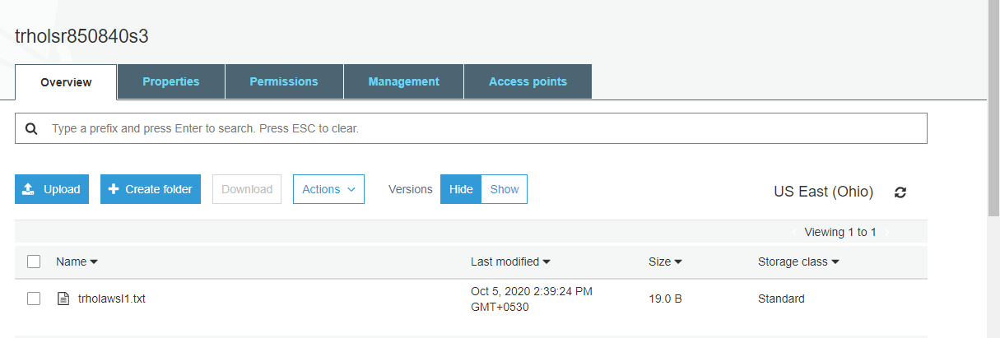 trholsr850840s3
Overview Properties Permissions Management Access points
Type a prefix and press Enter to search. Press ESC to clear.
Upload Create folder Download Actions Versions Hide Show
US East (Ohio)
Viewing 1 to 1
Name Last modified Size Storage class
trholawsl1.txt Oct 5, 2020 2:39:24 PM 19.0 B Standard
GMT+0530